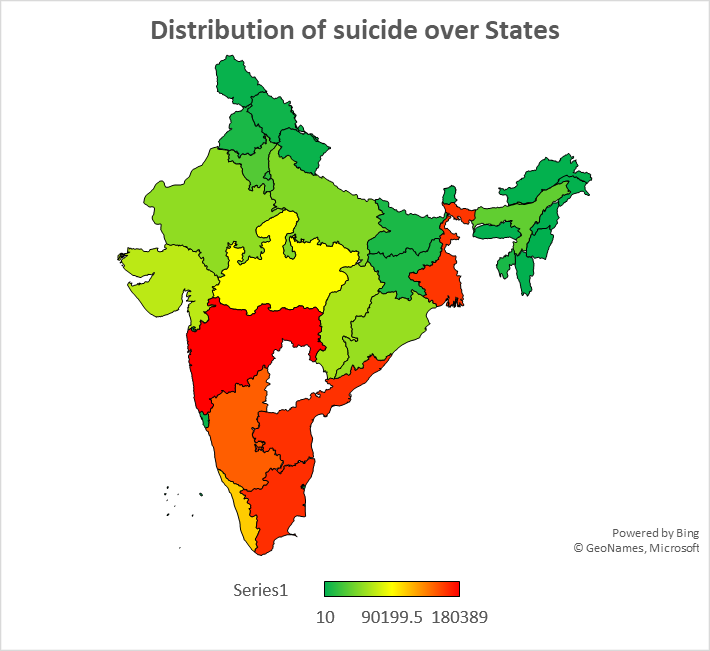 Distribution of suicide over States
Powered by Bing
© GeoNames, Microsoft
Series1
10 90199.5 180389